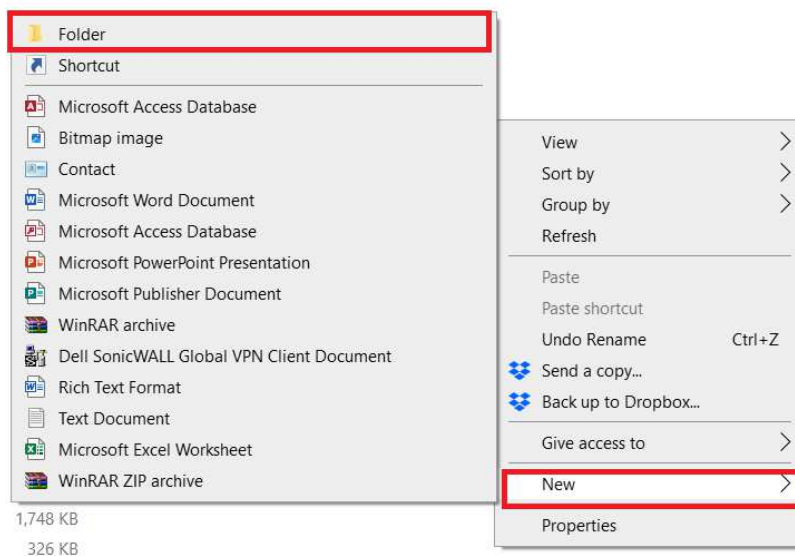 Folder
Shortcut
Microsoft Access Database
Bitmap image
Contact
Microsoft Word Document
Microsoft Access Database
Microsoft PowerPoint Presentation
Microsoft Publisher Document
WinRAR archive
Dell SonicWALL Global VPN Client Document
Rich Text Format
Text Document
Microsoft Excel Worksheet
WinRAR ZIP archive
1,748 KB
326 KB
View
Sort by
Group by
Refresh
Paste
Paste shortcut
Undo Rename Ctrl+Z
Send a copy...
Back up to Dropbox...
Give access to
New
Properties